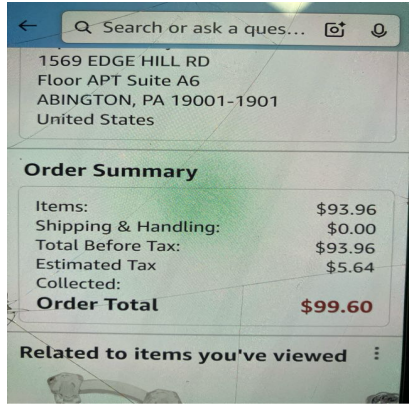 Search or ask a ques...
1569 EDGE HILL RD
Floor APT Suite A6
ABINGTON, PA 19001-1901
United States
Order Summary
Items: $93.96
Shipping & Handling: $0.00
Total Before Tax: $93.96
Estimated Tax $5.64
Collected:
Order Total $99.60
Related to items you've viewed